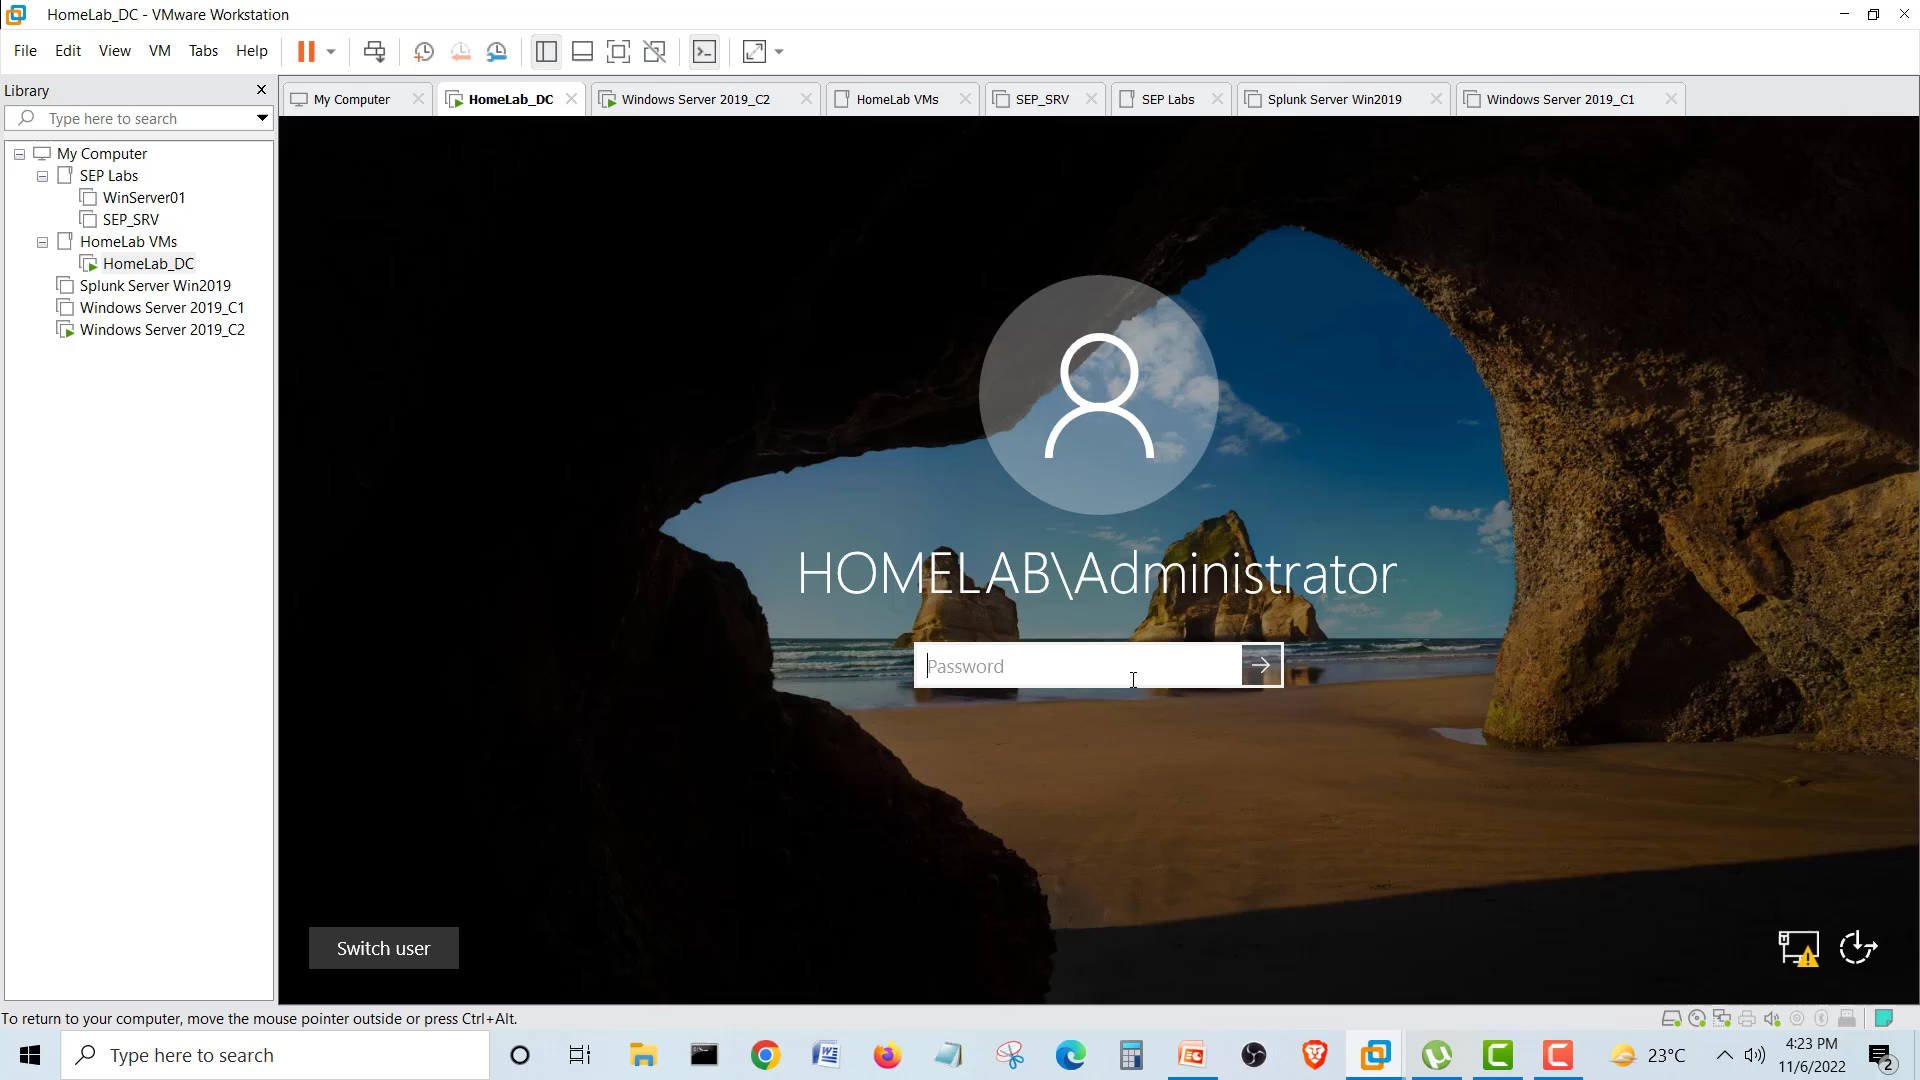 HomeLab_DC - VMware Workstation
File Edit View VM Tabs Help
Library
Type here to search
My Computer
SEP Labs
WinServer01
SEP_SRV
HomeLab VMs
HomeLab_DC
Splunk Server Win2019
Windows Server 2019_C1
Windows Server 2019_C2
My Computer HomeLab_DC Windows Server 2019_C2 HomeLab VMs SEP_SRV SEP Labs Splunk Server Win2019 Windows Server 2019_C1
HOMELAB\Administrator
Password
Switch user
To return to your computer, move the mouse pointer outside or press Ctrl+Alt.
Type here to search
23°C
4:23 PM
11/6/2022
2